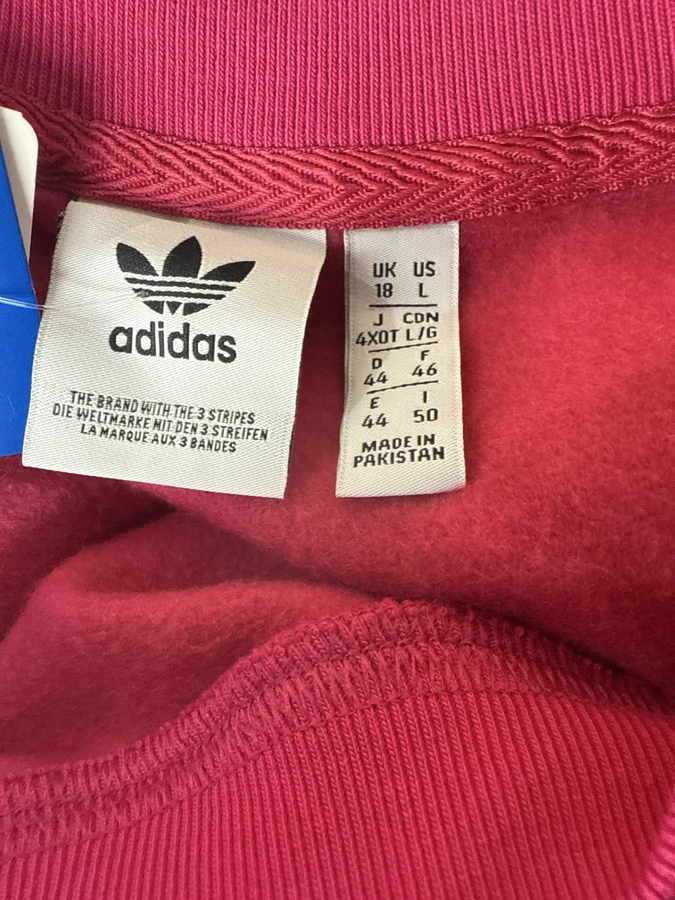 adidas
THE BRAND WITH THE 3 STRIPES
DIE WELTMARKE MIT DEN 3 STREIFEN
LA MARQUE AUX 3 BANDES
UK US
18 L
J CDN
4XOT L/G
D F
44 46
E I
44 50
MADE IN
PAKISTAN